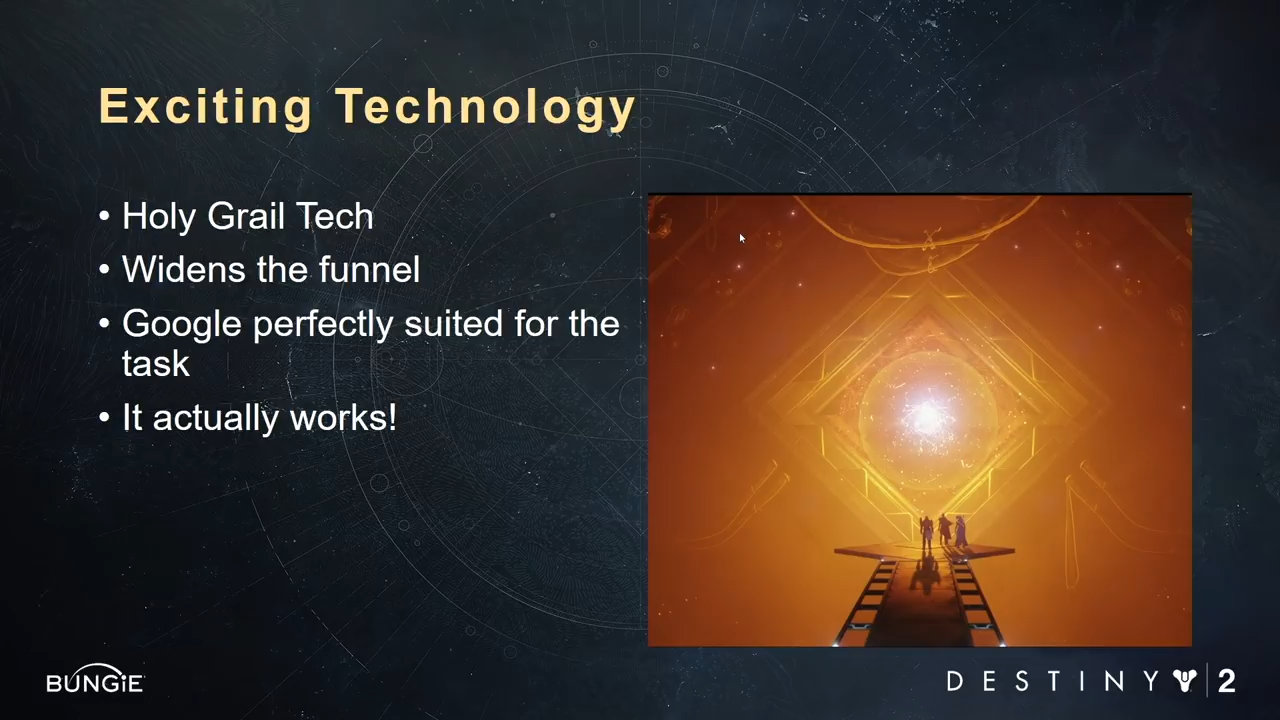 Exciting Technology
• Holy Grail Tech
• Widens the funnel
• Google perfectly suited for the
task
• It actually works!
BUNGiE
DESTINY 2